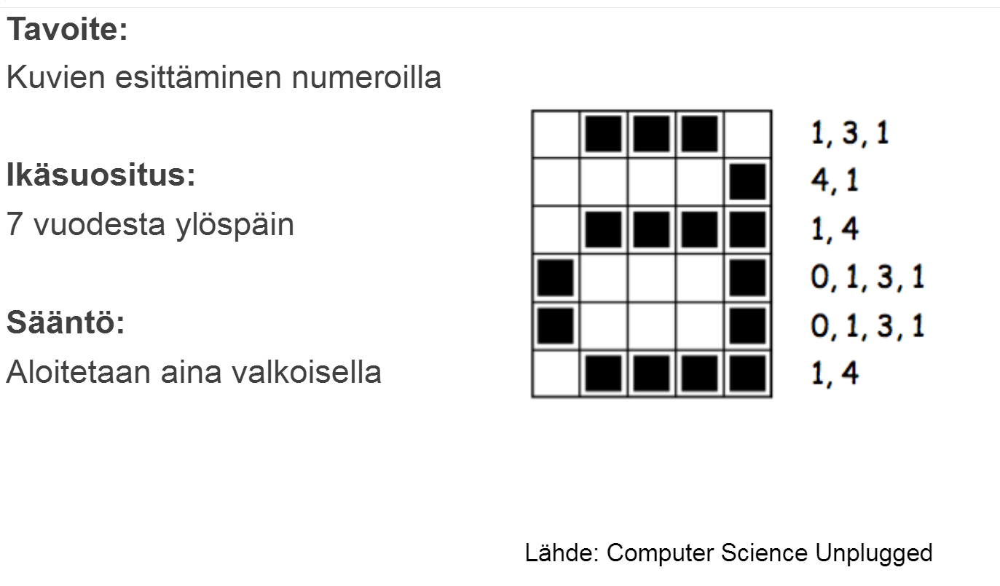 Tavoite:
Kuvien esittäminen numeroilla
Ikäsuositus:
7 vuodesta ylöspäin
Sääntö:
Aloitetaan aina valkoisella
1, 3, 1
4, 1
1, 4
0, 1, 3, 1
0, 1, 3, 1
1, 4
Lähde: Computer Science Unplugged